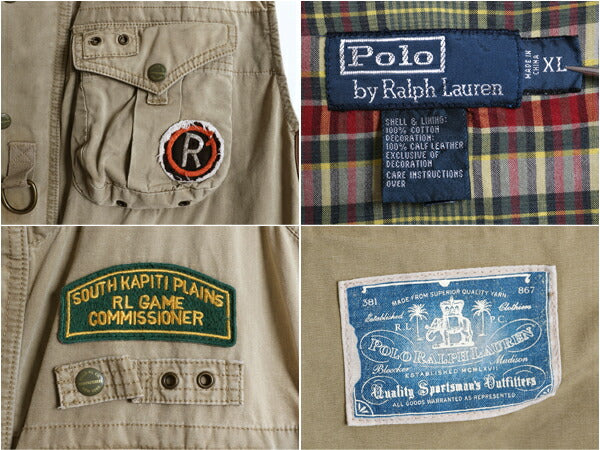 R
Polo
by Ralph Lauren
MADE IN
CHINA
XL
SHELL & LINING:
100% COTTON
DECORATION:
100% CALF LEATHER
EXCLUSIVE OF
DECORATION
CARE INSTRUCTIONS
OVER
SOUTH KAPITI PLAINS
RL GAME
COMMISSIONER
381 867
MADE FROM SUPERIOR QUALITY YARN
Established Clothiers
R.L. P.C.
POLO RALPH LAUREN
Bleecker Madison
ESTABLISHED MCMLXVII
Quality Sportsman's Outfitters
ALL GOODS WARRANTED AS REPRESENTED.